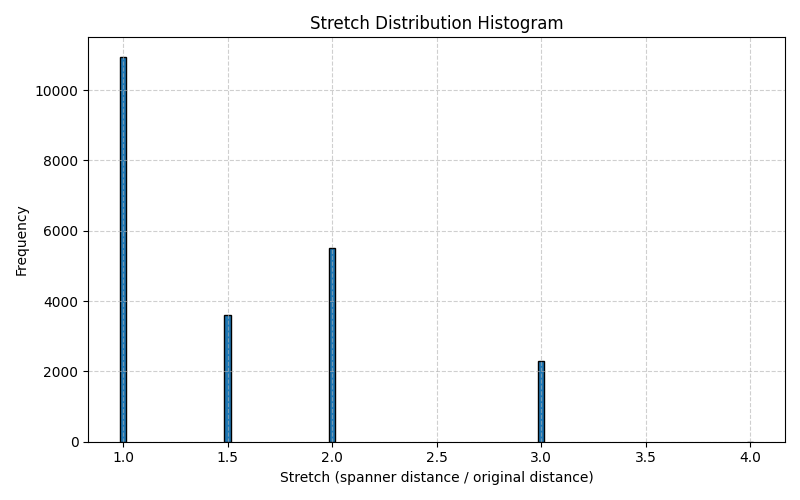 Stretch Distribution Histogram
Frequency
10000
8000
6000
4000
2000
0
1.0 1.5 2.0 2.5 3.0 3.5 4.0
Stretch (spanner distance / original distance)